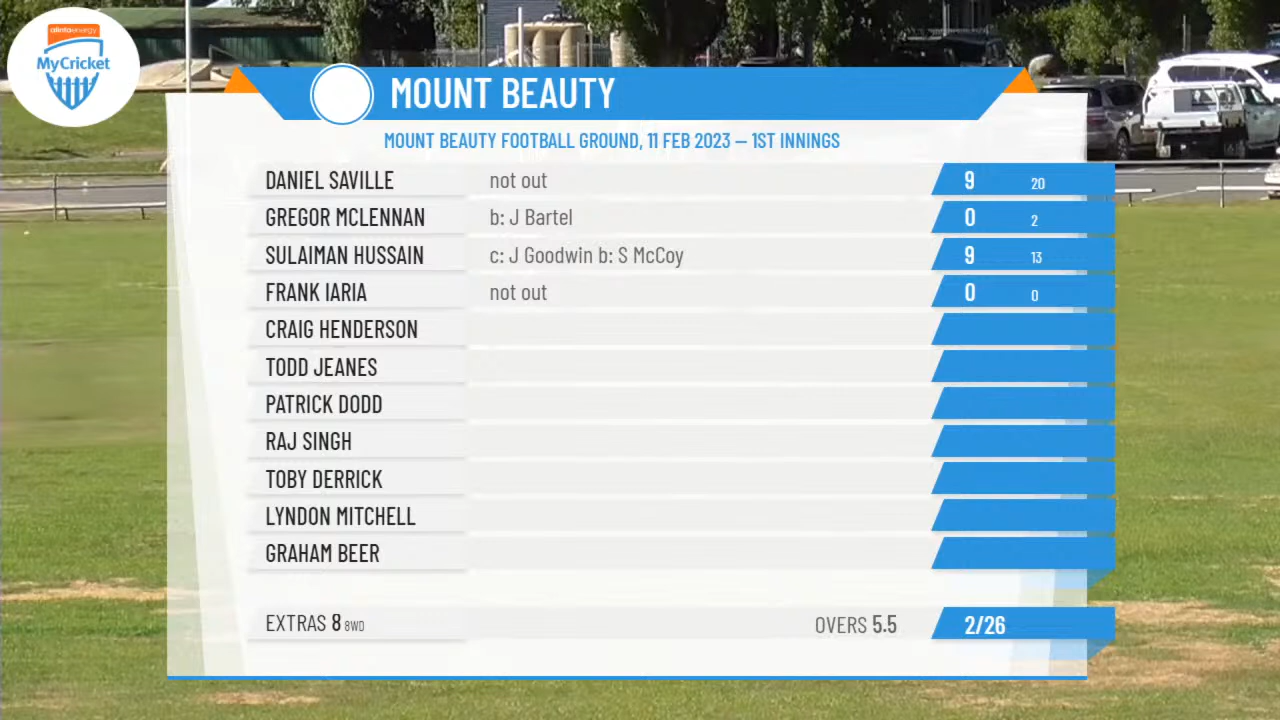 alinta energy
MyCricket
MOUNT BEAUTY
MOUNT BEAUTY FOOTBALL GROUND, 11 FEB 2023 – 1ST INNINGS
DANIEL SAVILLE not out 9 20
GREGOR MCLENNAN b: J Bartel 0 2
SULAIMAN HUSSAIN c: J Goodwin b: S McCoy 9 13
FRANK IARIA not out 0 0
CRAIG HENDERSON
TODD JEANES
PATRICK DODD
RAJ SINGH
TOBY DERRICK
LYNDON MITCHELL
GRAHAM BEER
EXTRAS 8 8WD OVERS 5.5 2/26